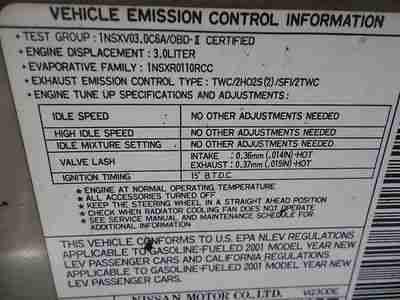 VEHICLE EMISSION CONTROL INFORMATION
• TEST GROUP : 1NSXV03.0C6A/OBD-II CERTIFIED
• ENGINE DISPLACEMENT : 3.0LITER
• EVAPORATIVE FAMILY : 1NSXR0110RCC
• EXHAUST EMISSION CONTROL TYPE : TWC/2HO2S(2)/SFI/2TWC
• ENGINE TUNE UP SPECIFICATIONS AND ADJUSTMENTS :
IDLE SPEED NO OTHER ADJUSTMENTS NEEDED
HIGH IDLE SPEED NO OTHER ADJUSTMENTS NEEDED
IDLE MIXTURE SETTING NO OTHER ADJUSTMENTS NEEDED
VALVE LASH INTAKE : 0.36mm (.014IN)-HOT
EXHAUST : 0.37mm (.015IN)-HOT
IGNITION TIMING 15° B.T.D.C.
* ENGINE AT NORMAL OPERATING TEMPERATURE
* ALL ACCESSORIES TURNED OFF
* KEEP THE STEERING WHEEL IN A STRAIGHT AHEAD POSITION
* CHECK WHEN RADIATOR COOLING FAN DOES NOT OPERATE
* SEE SERVICE MANUAL AND MAINTENANCE SCHEDULE FOR
ADDITIONAL INFORMATION
THIS VEHICLE CONFORMS TO U.S. EPA NLEV REGULATIONS
APPLICABLE TO GASOLINE-FUELED 2001 MODEL YEAR NEW
LEV PASSENGER CARS AND CALIFORNIA REGULATIONS
APPLICABLE TO GASOLINE-FUELED 2001 MODEL YEAR NEW
LEV PASSENGER CARS.
NISSAN MOTOR CO., LTD. VQ30DE